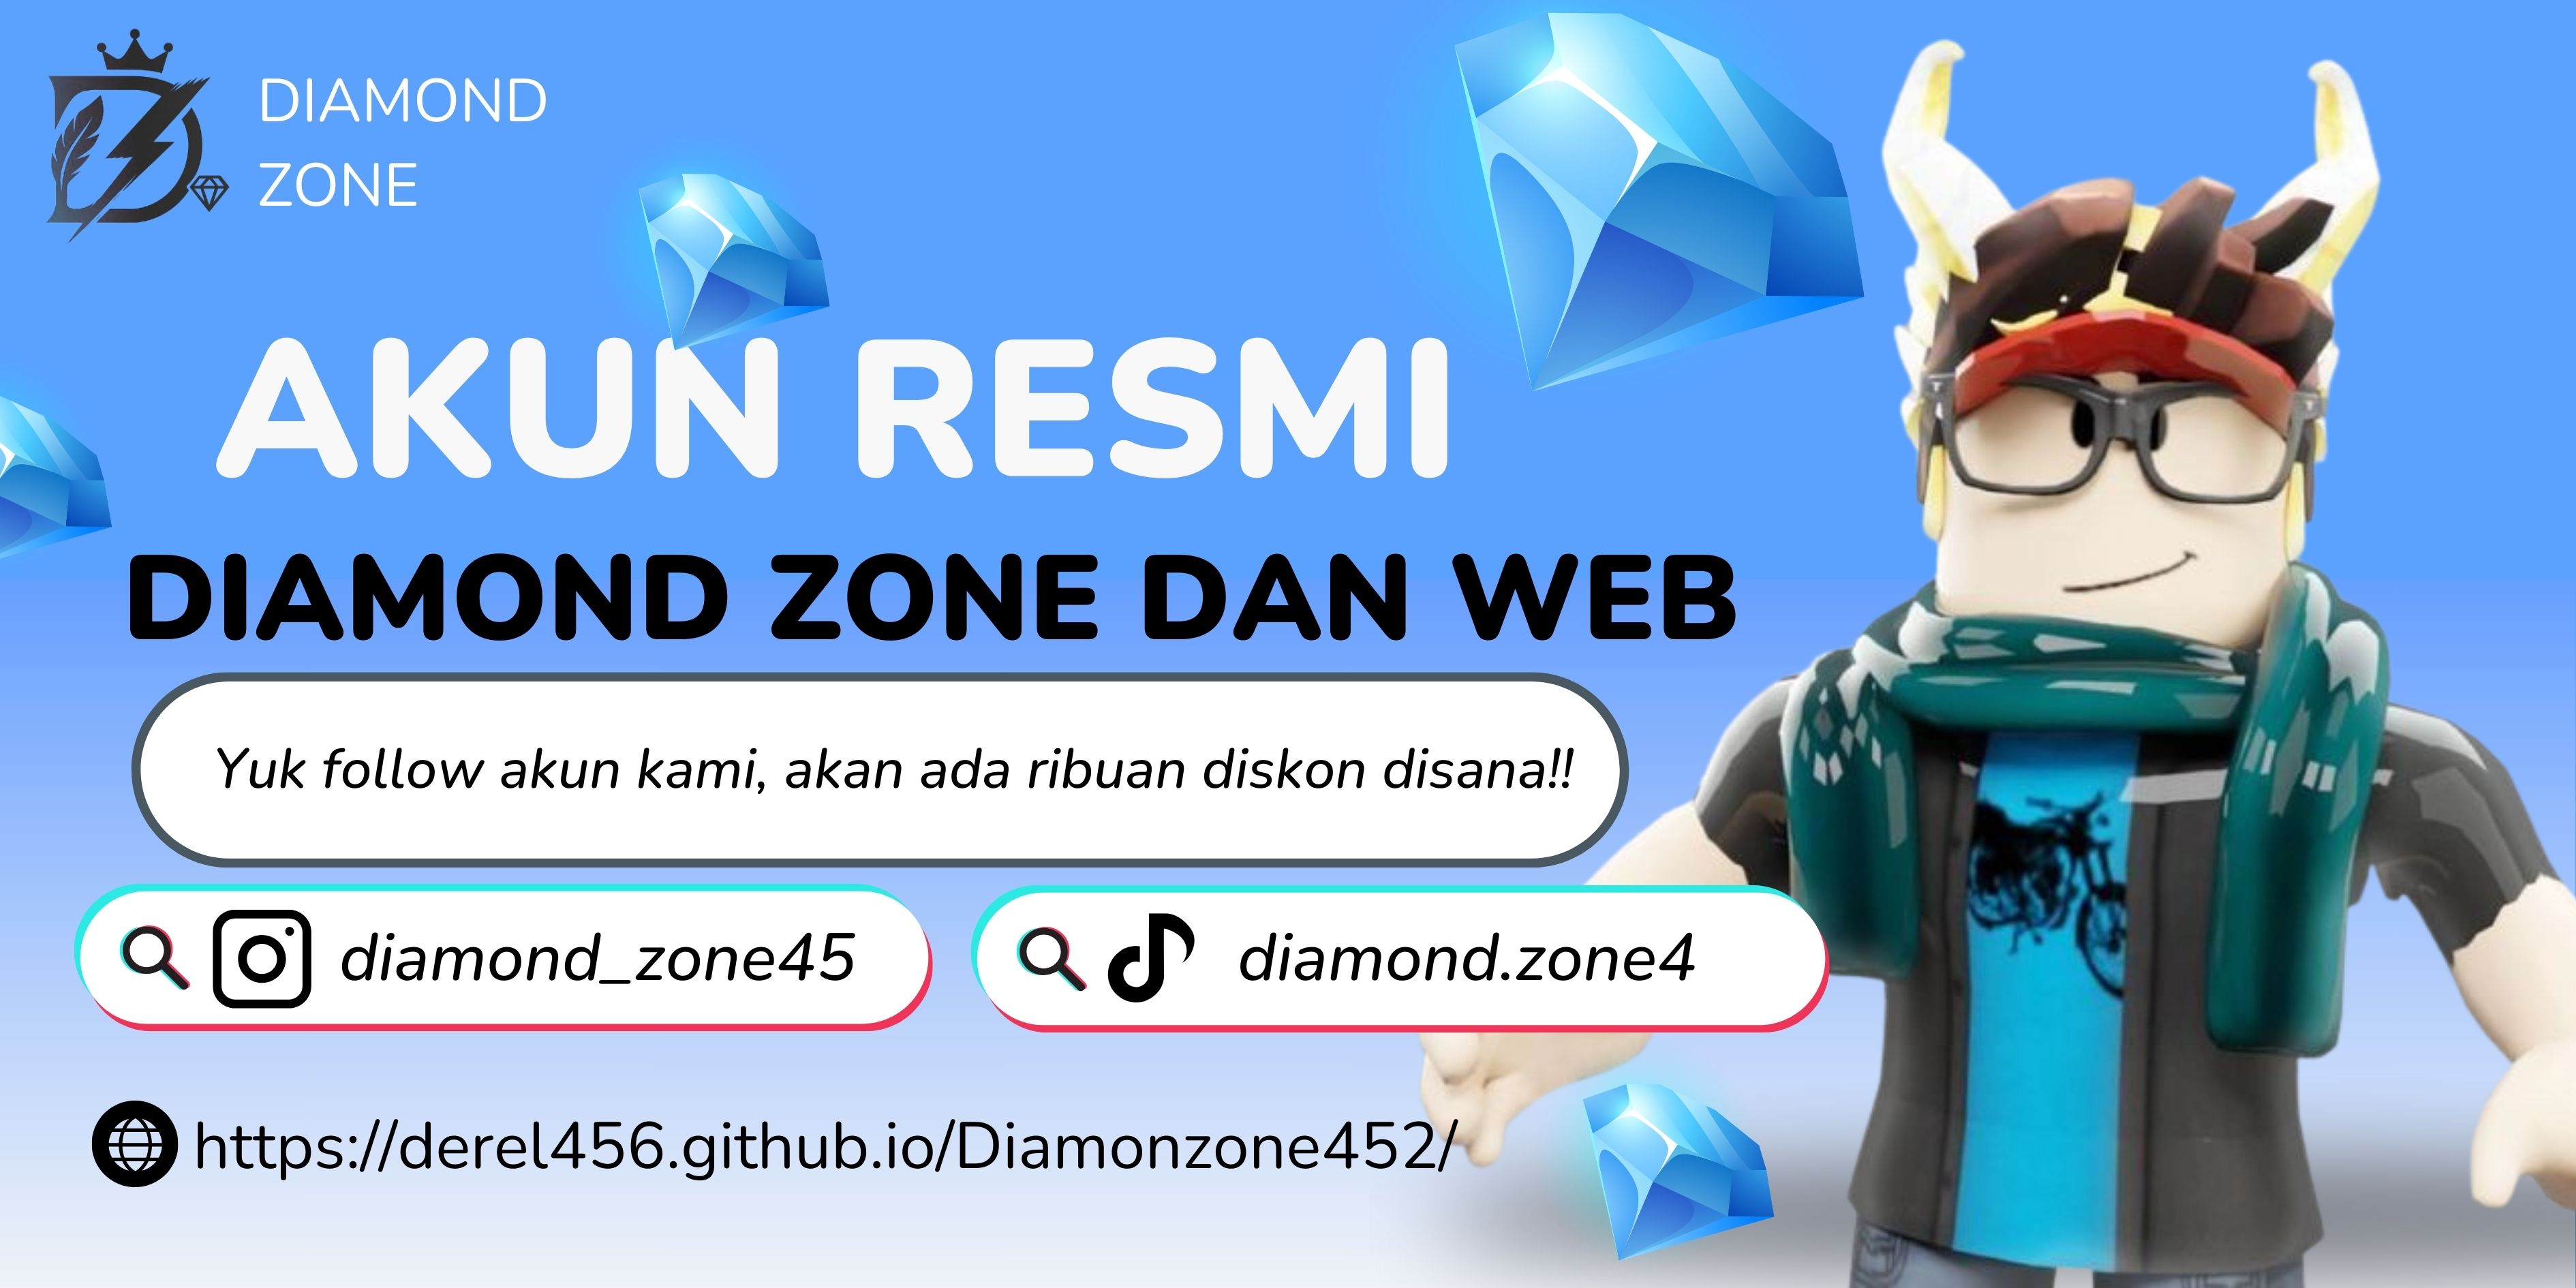 DIAMOND
ZONE
AKUN RESMI
DIAMOND ZONE DAN WEB
Yuk follow akun kami, akan ada ribuan diskon disana!!
diamond_zone45
diamond.zone4
https://derel456.github.io/Diamonzone452/